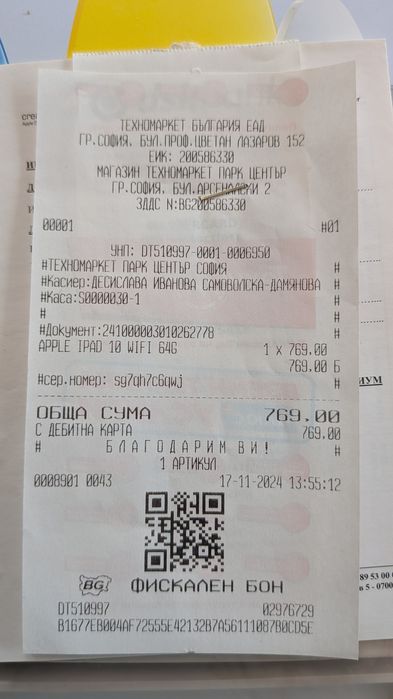 ТЕХНОМАРКЕТ БЪЛГАРИЯ ЕАД
ГР.СОФИЯ, БУЛ.ПРОФ.ЦВЕТАН ЛАЗАРОВ 152
ЕИК: 200586330
МАГАЗИН ТЕХНОМАРКЕТ ПАРК ЦЕНТЪР
ГР.СОФИЯ, БУЛ.АРСЕНАЛСКИ 2
ЗДДС N:BG200586330
00001 #01
УНП: DT510997-0001-0006950
#ТЕХНОМАРКЕТ ПАРК ЦЕНТЪР СОФИЯ #
#Касиер:ДЕСИСЛАВА ИВАНОВА САМОВОЛСКА-ДАМЯНОВА
#Каса:S0000030-1 #
# #
#Документ:241000003010262778 #
APPLE IPAD 10 WIFI 64G 1 x 769.00
769.00 Б
#сер.номер: sg7qh7c6qwj #
ОБЩА СУМА 769.00
С ДЕБИТНА КАРТА 769.00
# БЛАГОДАРИМ ВИ! #
1 АРТИКУЛ
0008901 0043 17-11-2024 13:55:12
BG ФИСКАЛЕН БОН
DT510997 02976729
B1677EB004AF72555E42132B7A56111087B0CD5E